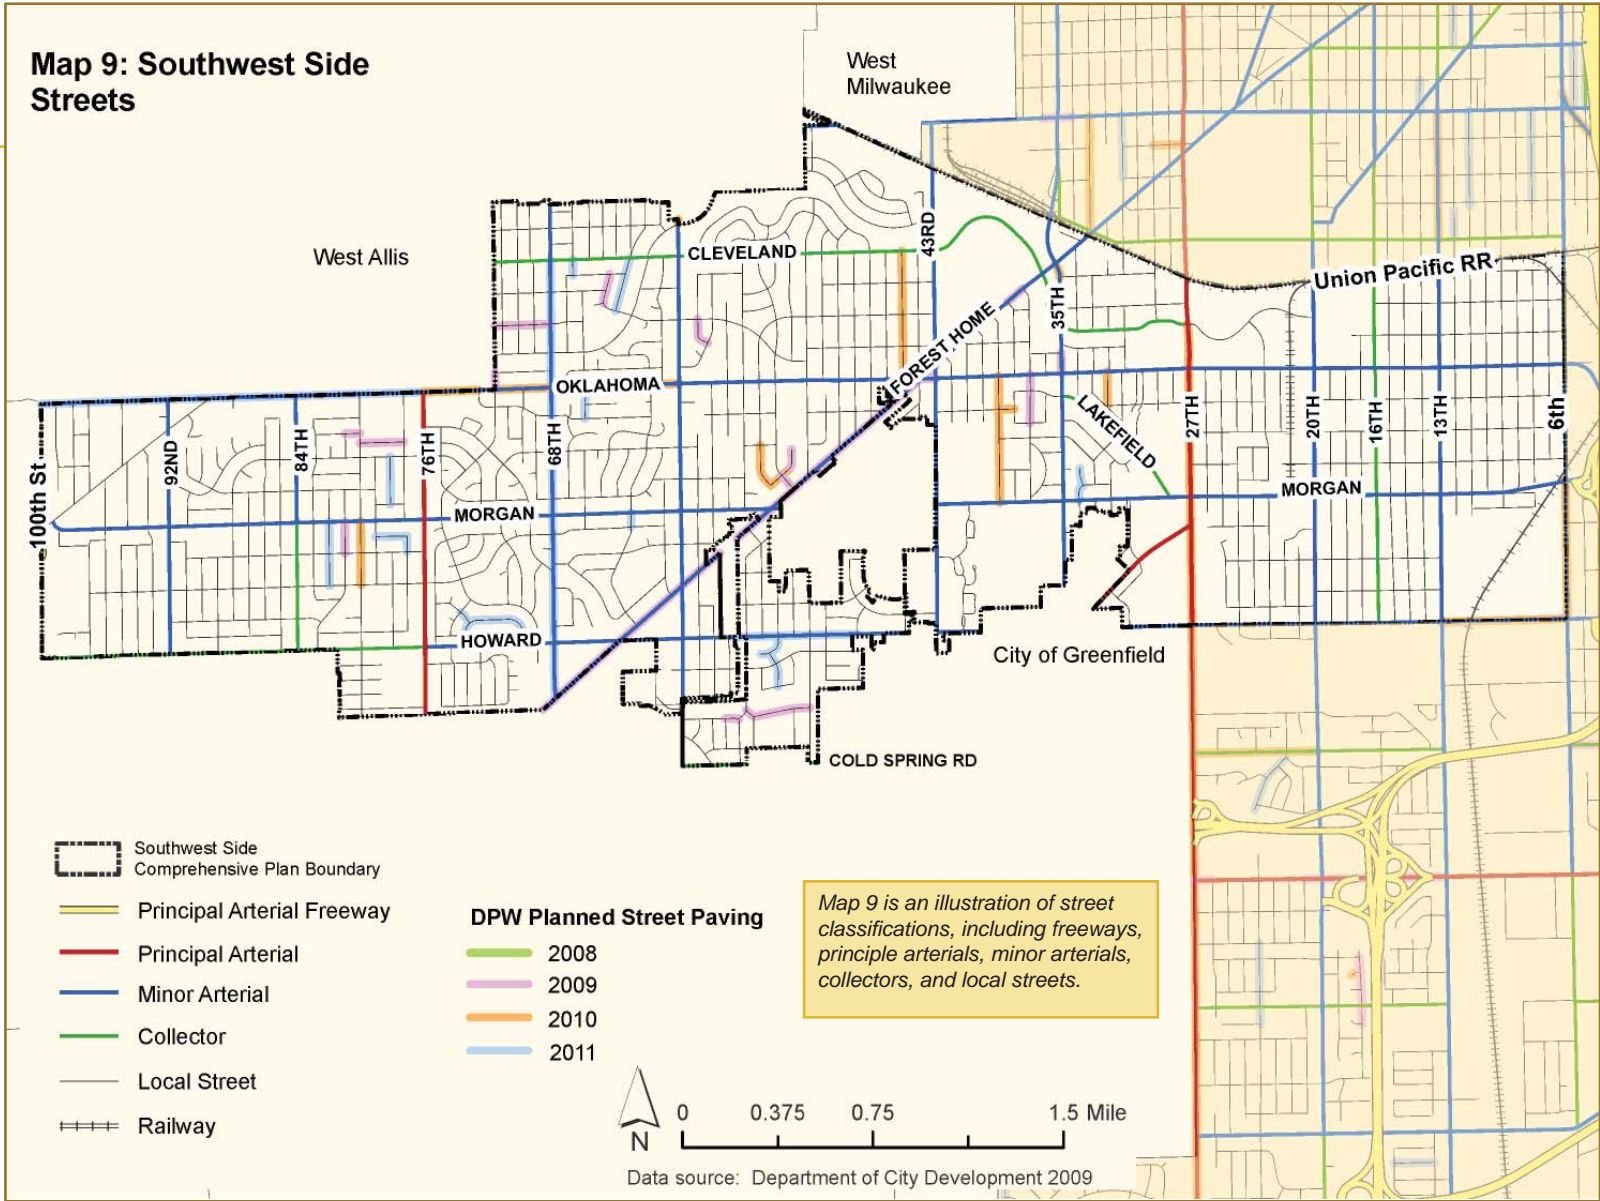 Map 9: Southwest Side
Streets
West
Milwaukee
West Allis
CLEVELAND
43RD
Union Pacific RR
35TH
FOREST HOME
OKLAHOMA
LAKEFIELD
100th St
92ND
84TH
76TH
68TH
27TH
20TH
16TH
13TH
6th
MORGAN
MORGAN
HOWARD
City of Greenfield
COLD SPRING RD
Southwest Side
Comprehensive Plan Boundary
Principal Arterial Freeway
Principal Arterial
Minor Arterial
Collector
Local Street
Railway
DPW Planned Street Paving
2008
2009
2010
2011
Map 9 is an illustration of street
classifications, including freeways,
principle arterials, minor arterials,
collectors, and local streets.
N
0 0.375 0.75 1.5 Mile
Data source: Department of City Development 2009